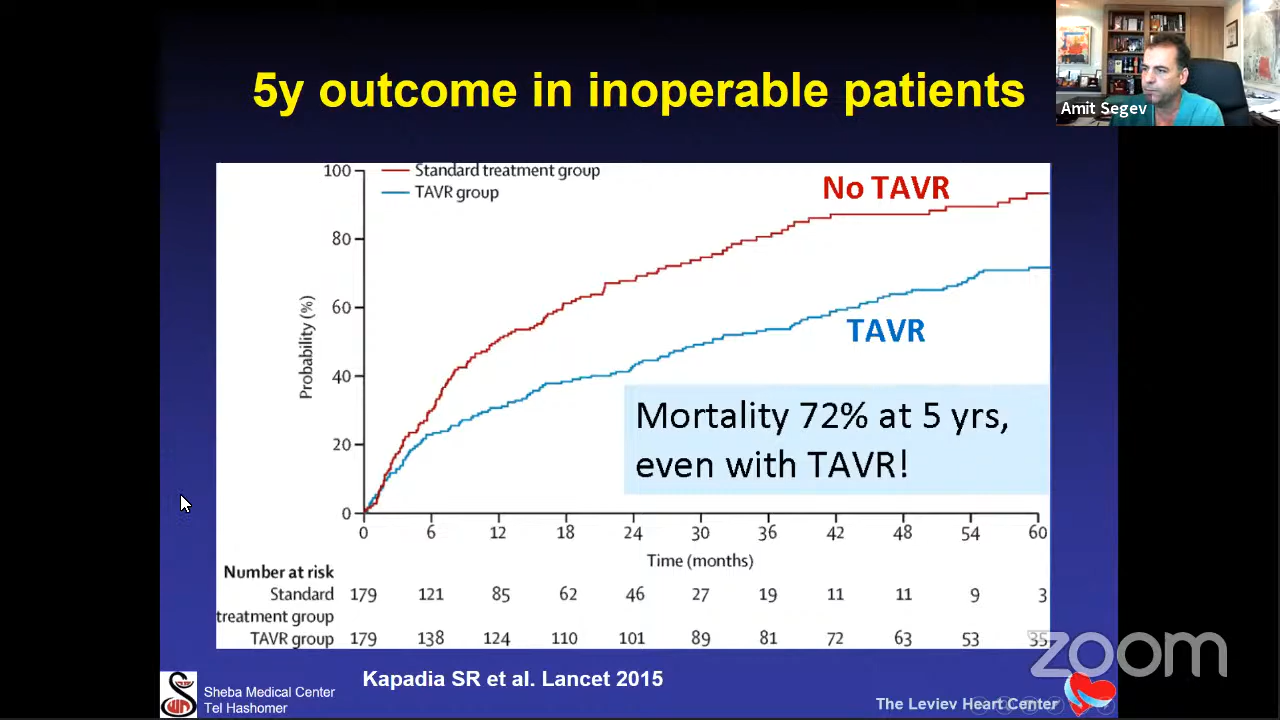 5y outcome in inoperable patients
Amit Segev
100
Standard treatment group
TAVR group
No TAVR
80
60
TAVR
40
Mortality 72% at 5 yrs,
even with TAVR!
20
0
Probability (%)
0 6 12 18 24 30 36 42 48 54 60
Time (months)
Number at risk
Standard 179 121 85 62 46 27 19 11 11 9 3
treatment group
TAVR group 179 138 124 110 101 89 81 72 63 53 35
zoom
Kapadia SR et al. Lancet 2015
Sheba Medical Center
Tel Hashomer
The Leviev Heart Center